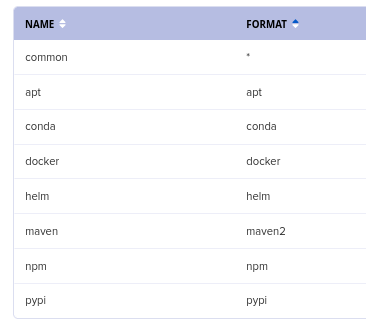 NAME FORMAT
common *
apt apt
conda conda
docker docker
helm helm
maven maven2
npm npm
pypi pypi